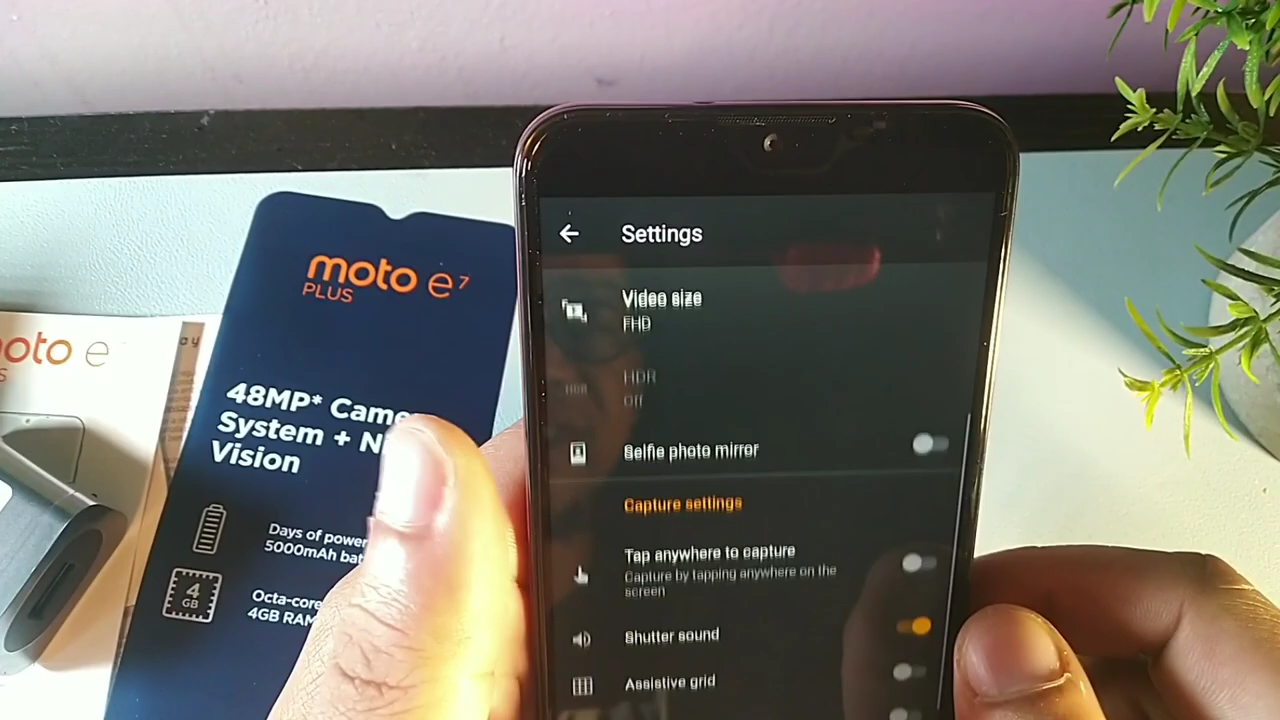 moto e
moto e7
PLUS
48MP* Came
System + N
Vision
Days of power
5000mAh bat
4
GB
Octa-core
4GB RAM
Settings
Video size
FHD
HDR
HDR
Off
Selfie photo mirror
Capture settings
Tap anywhere to capture
Capture by tapping anywhere on the
screen
Shutter sound
Assistive grid